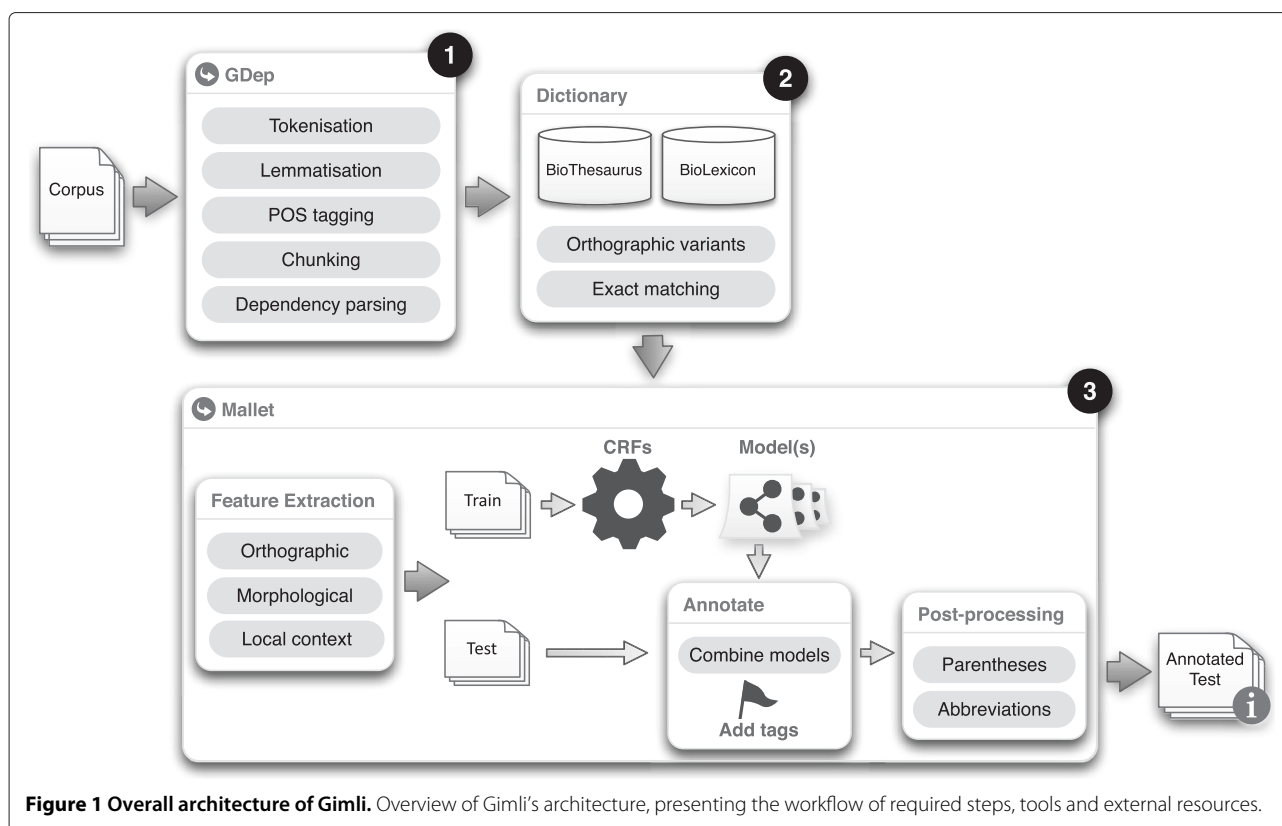 1
GDep
Tokenisation
Lemmatisation
POS tagging
Chunking
Dependency parsing
Corpus
2
Dictionary
BioThesaurus
BioLexicon
Orthographic variants
Exact matching
3
Mallet
Feature Extraction
Orthographic
Morphological
Local context
Train
CRFs
Model(s)
Test
Annotate
Combine models
Add tags
Post-processing
Parentheses
Abbreviations
Annotated
Test
i
Figure 1 Overall architecture of Gimli. Overview of Gimli’s architecture, presenting the workflow of required steps, tools and external resources.